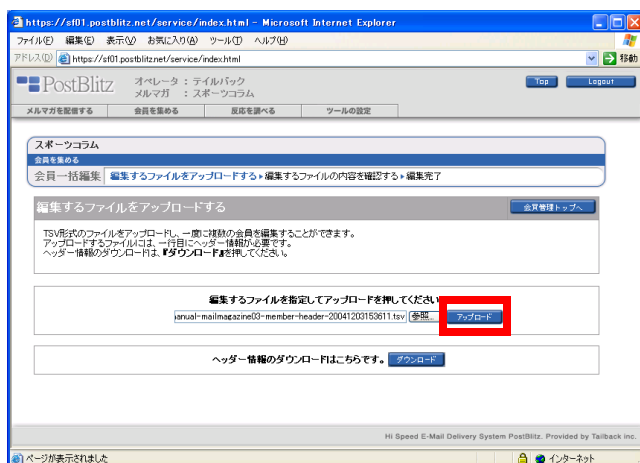 https://sf01.postblitz.net/service/index.html - Microsoft Internet Explorer
ファイル(F) 編集(E) 表示(V) お気に入り(A) ツール(T) ヘルプ(H)
アドレス(D) https://sf01.postblitz.net/service/index.html 移動
PostBlitz オペレータ : テイルバック Top Logout
メルマガ : スポーツコラム
メルマガを配信する 会員を集める 反応を調べる ツールの設定
スポーツコラム
会員を集める
会員一括編集 編集するファイルをアップロードする 編集するファイルの内容を確認する 編集完了
編集するファイルをアップロードする 会員管理トップへ
TSV形式のファイルをアップロードし、一度に複数の会員を編集することができます。
アップロードするファイルには、一行目にヘッダー情報が必要です。
ヘッダー情報のダウンロードは、『ダウンロード』を押してください。
編集するファイルを指定してアップロードを押してください
anual-mailmagazine03-member-header-20041203153611.tsv 参照... アップロード
ヘッダー情報のダウンロードはこちらです。 ダウンロード
Hi Speed E-Mail Delivery System PostBlitz. Provided by Tailback inc.
ページが表示されました インターネット